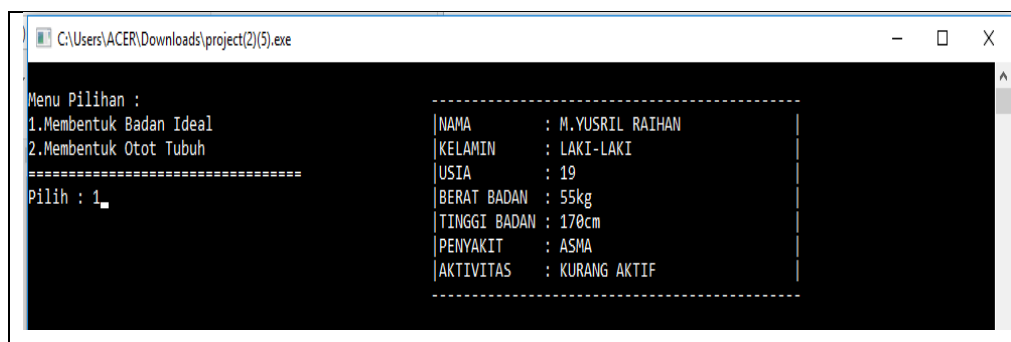 C:\Users\ACER\Downloads\project(2)(5).exe
Menu Pilihan :
1.Membentuk Badan Ideal
2.Membentuk Otot Tubuh
==================================
Pilih : 1_
----------------------------------------------
|NAMA : M.YUSRIL RAIHAN |
|KELAMIN : LAKI-LAKI |
|USIA : 19 |
|BERAT BADAN : 55kg |
|TINGGI BADAN : 170cm |
|PENYAKIT : ASMA |
|AKTIVITAS : KURANG AKTIF |
----------------------------------------------